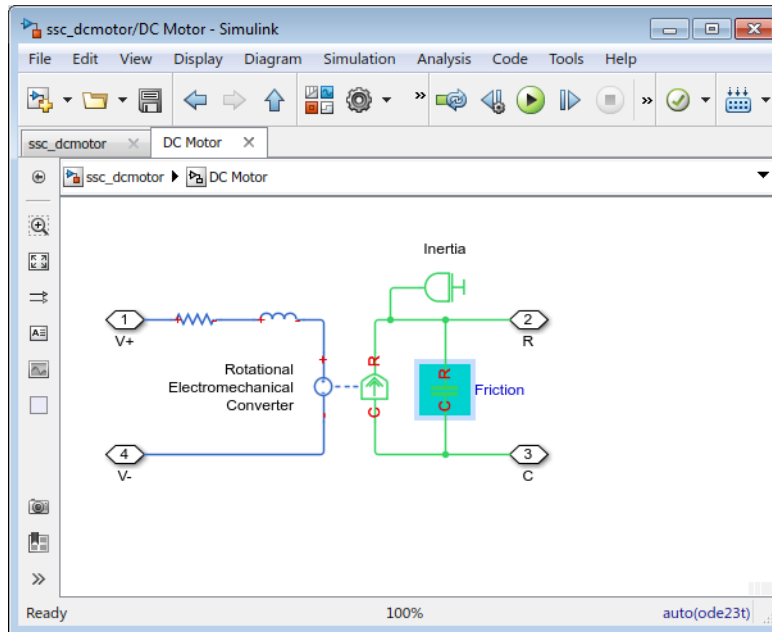 ssc_dcmotor/DC Motor - Simulink
File Edit View Display Diagram Simulation Analysis Code Tools Help
» »
ssc_dcmotor DC Motor
ssc_dcmotor DC Motor
Inertia
1
V+
2
R
Rotational
Electromechanical
Converter
+
R
C
R
C
Friction
4
V-
3
C
Ready 100% auto(ode23t)